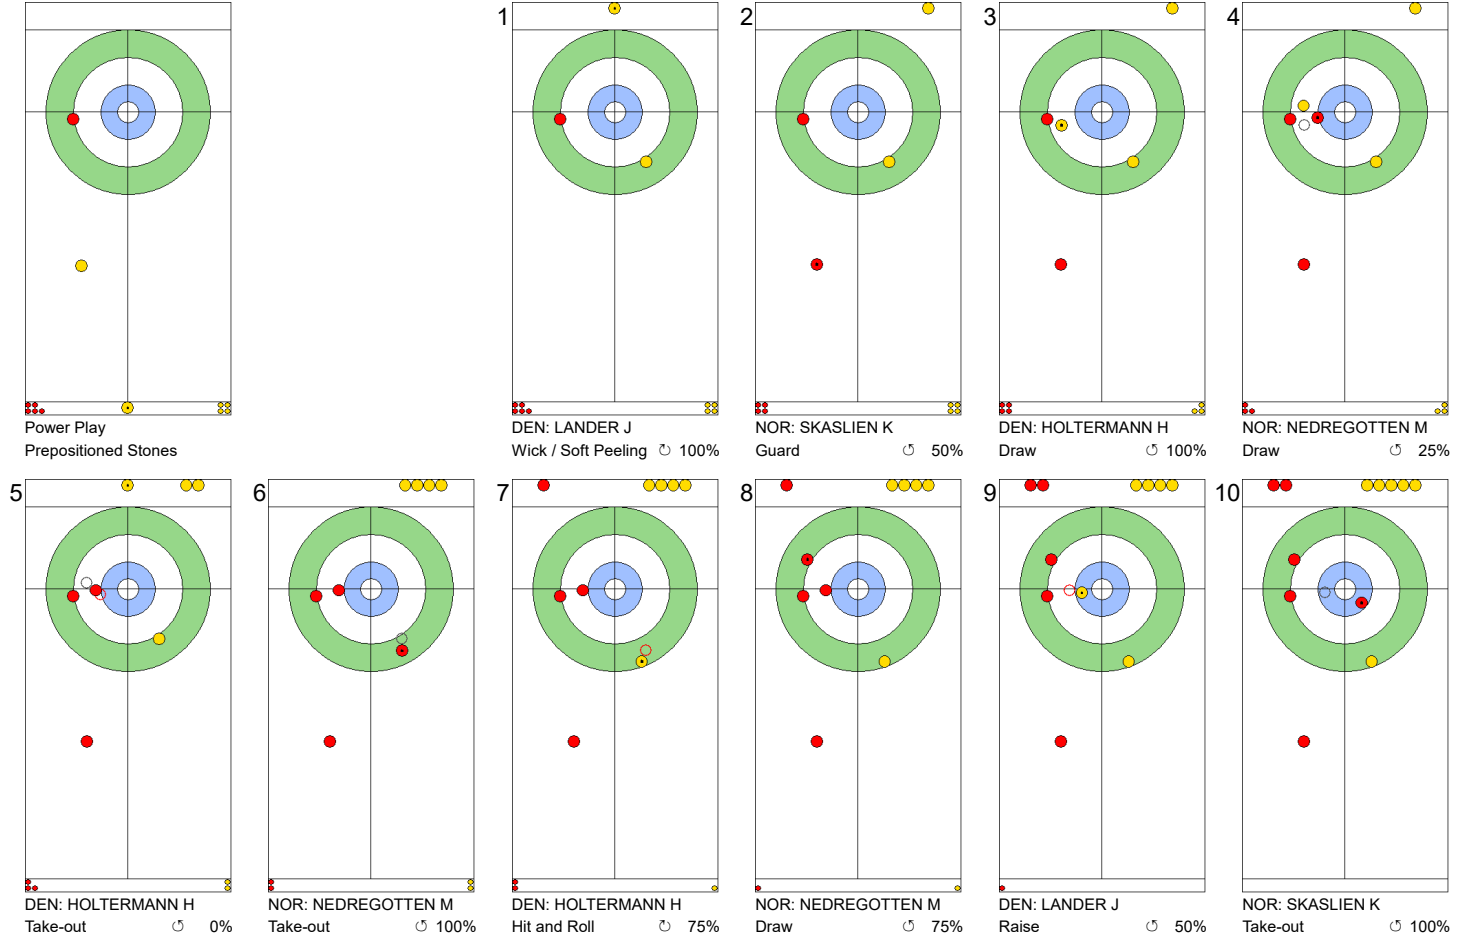 Power Play
Prepositioned Stones
1
DEN: LANDER J
Wick / Soft Peeling 100%
2
NOR: SKASLIEN K
Guard 50%
3
DEN: HOLTERMANN H
Draw 100%
4
NOR: NEDREGOTTEN M
Draw 25%
5
DEN: HOLTERMANN H
Take-out 0%
6
NOR: NEDREGOTTEN M
Take-out 100%
7
DEN: HOLTERMANN H
Hit and Roll 75%
8
NOR: NEDREGOTTEN M
Draw 75%
9
DEN: LANDER J
Raise 50%
10
NOR: SKASLIEN K
Take-out 100%